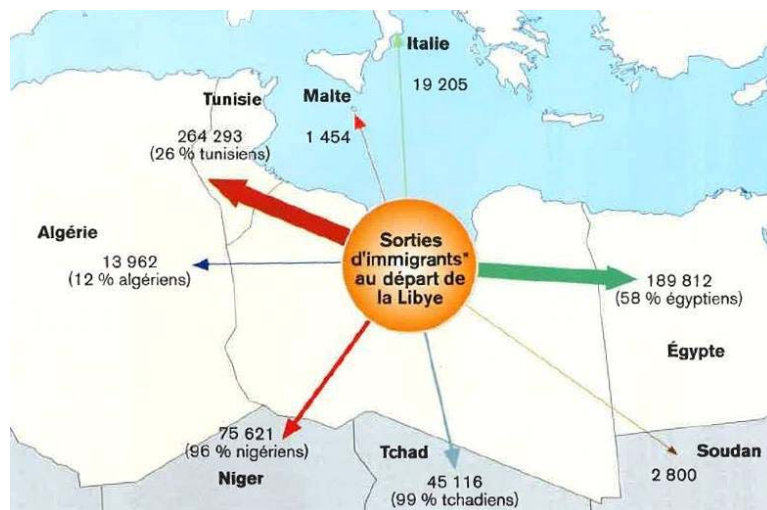 Italie
19 205
Malte
1 454
Tunisie
264 293
(26 % tunisiens)
Algérie
13 962
(12 % algériens)
Sorties
d'immigrants*
au départ de
la Libye
189 812
(58 % égyptiens)
Égypte
75 621
(96 % nigériens)
Niger
Tchad
45 116
(99 % tchadiens)
Soudan
2 800